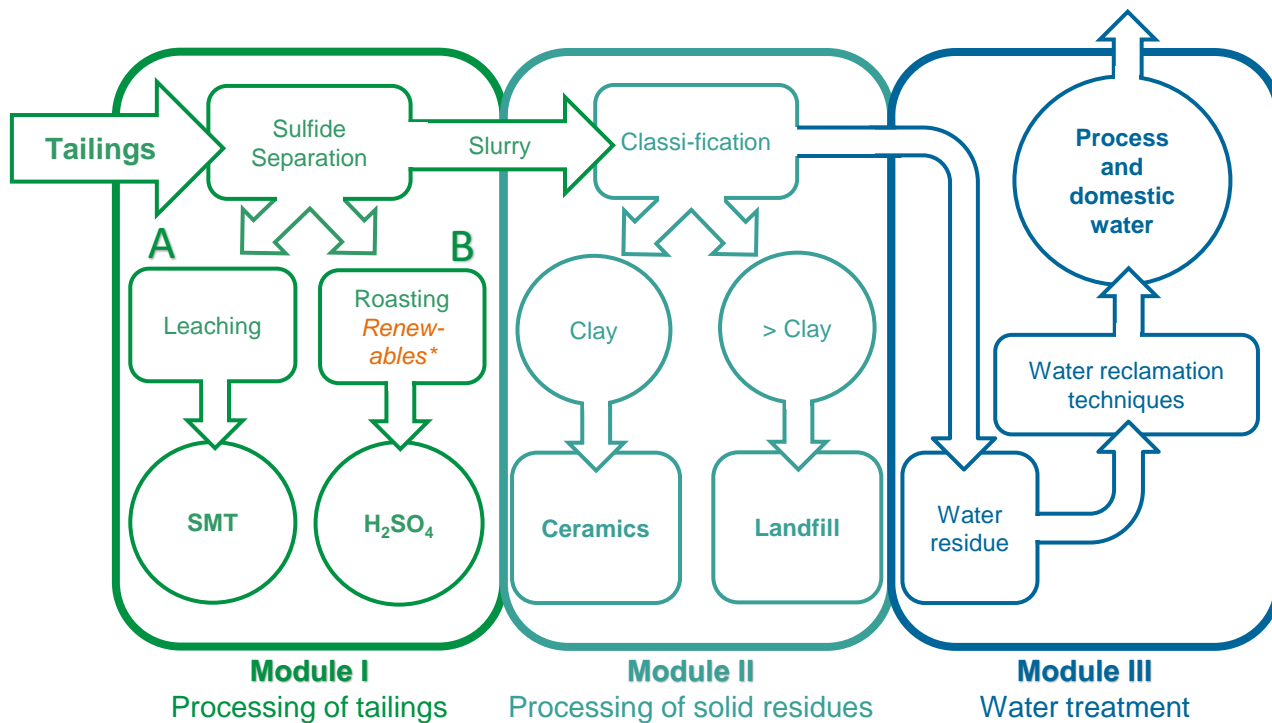 Tailings
Sulfide
Separation
Slurry
Classi-fication
Process
and
domestic
water
A
B
Leaching
Roasting
Renew-
ables*
Clay
> Clay
Water reclamation
techniques
SMT
H₂SO₄
Ceramics
Landfill
Water
residue
Module I
Processing of tailings
Module II
Processing of solid residues
Module III
Water treatment